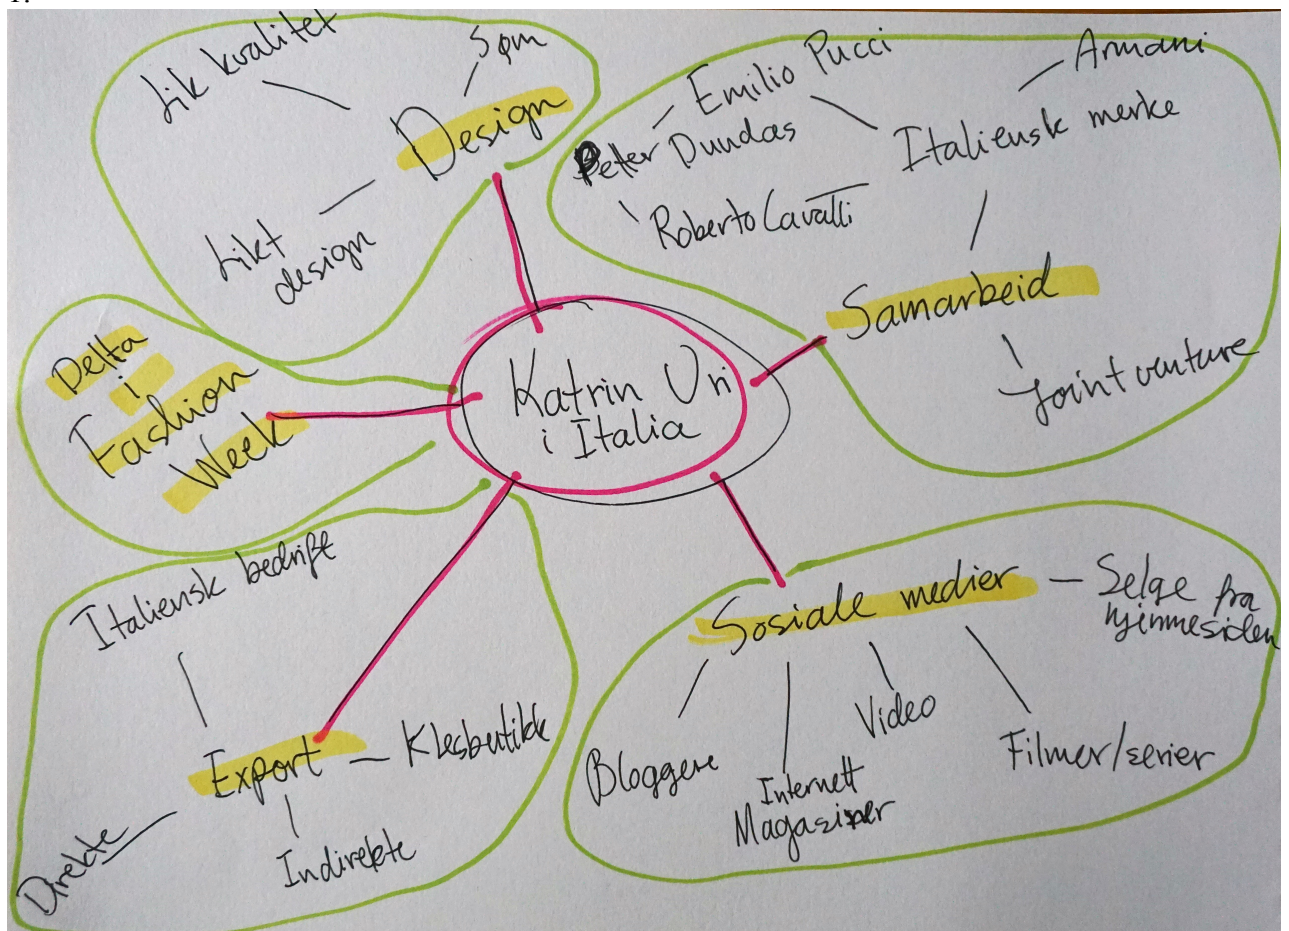 1.
Lik kvalitet
Søm
Design
Likt
design
Emilio Pucci
Armani
Peter Dundas
Italiensk merke
Roberto Cavalli
Samarbeid
Joint venture
Delta
i
Fashion
Week
Katrin Uri
i Italia
Italiensk bedrift
Export
Klesbutikk
Direkte
Indirekte
Sosiale medier
Selge fra
hjemmesiden
Bloggere
Internett
Magasiner
Video
Filmer/serier